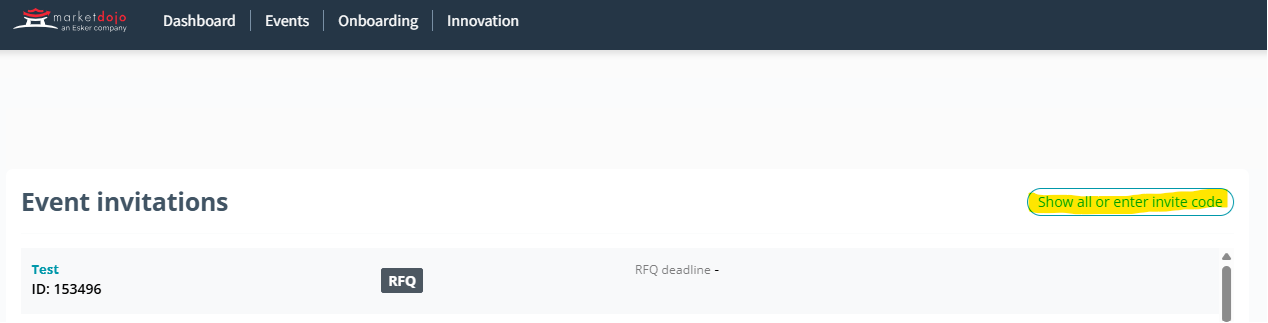 marketdojo
an Esker company
Dashboard Events Onboarding Innovation
Event invitations
Show all or enter invite code
Test
ID: 153496
RFQ
RFQ deadline -